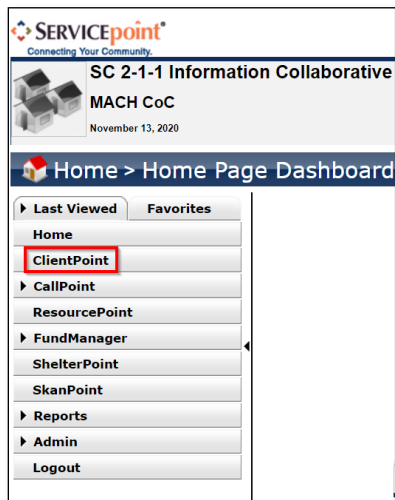 SERVICEpoint®
Connecting Your Community.
SC 2-1-1 Information Collaborative
MACH CoC
November 13, 2020
Home > Home Page Dashboard
Last Viewed Favorites
Home
ClientPoint
CallPoint
ResourcePoint
FundManager
ShelterPoint
SkanPoint
Reports
Admin
Logout